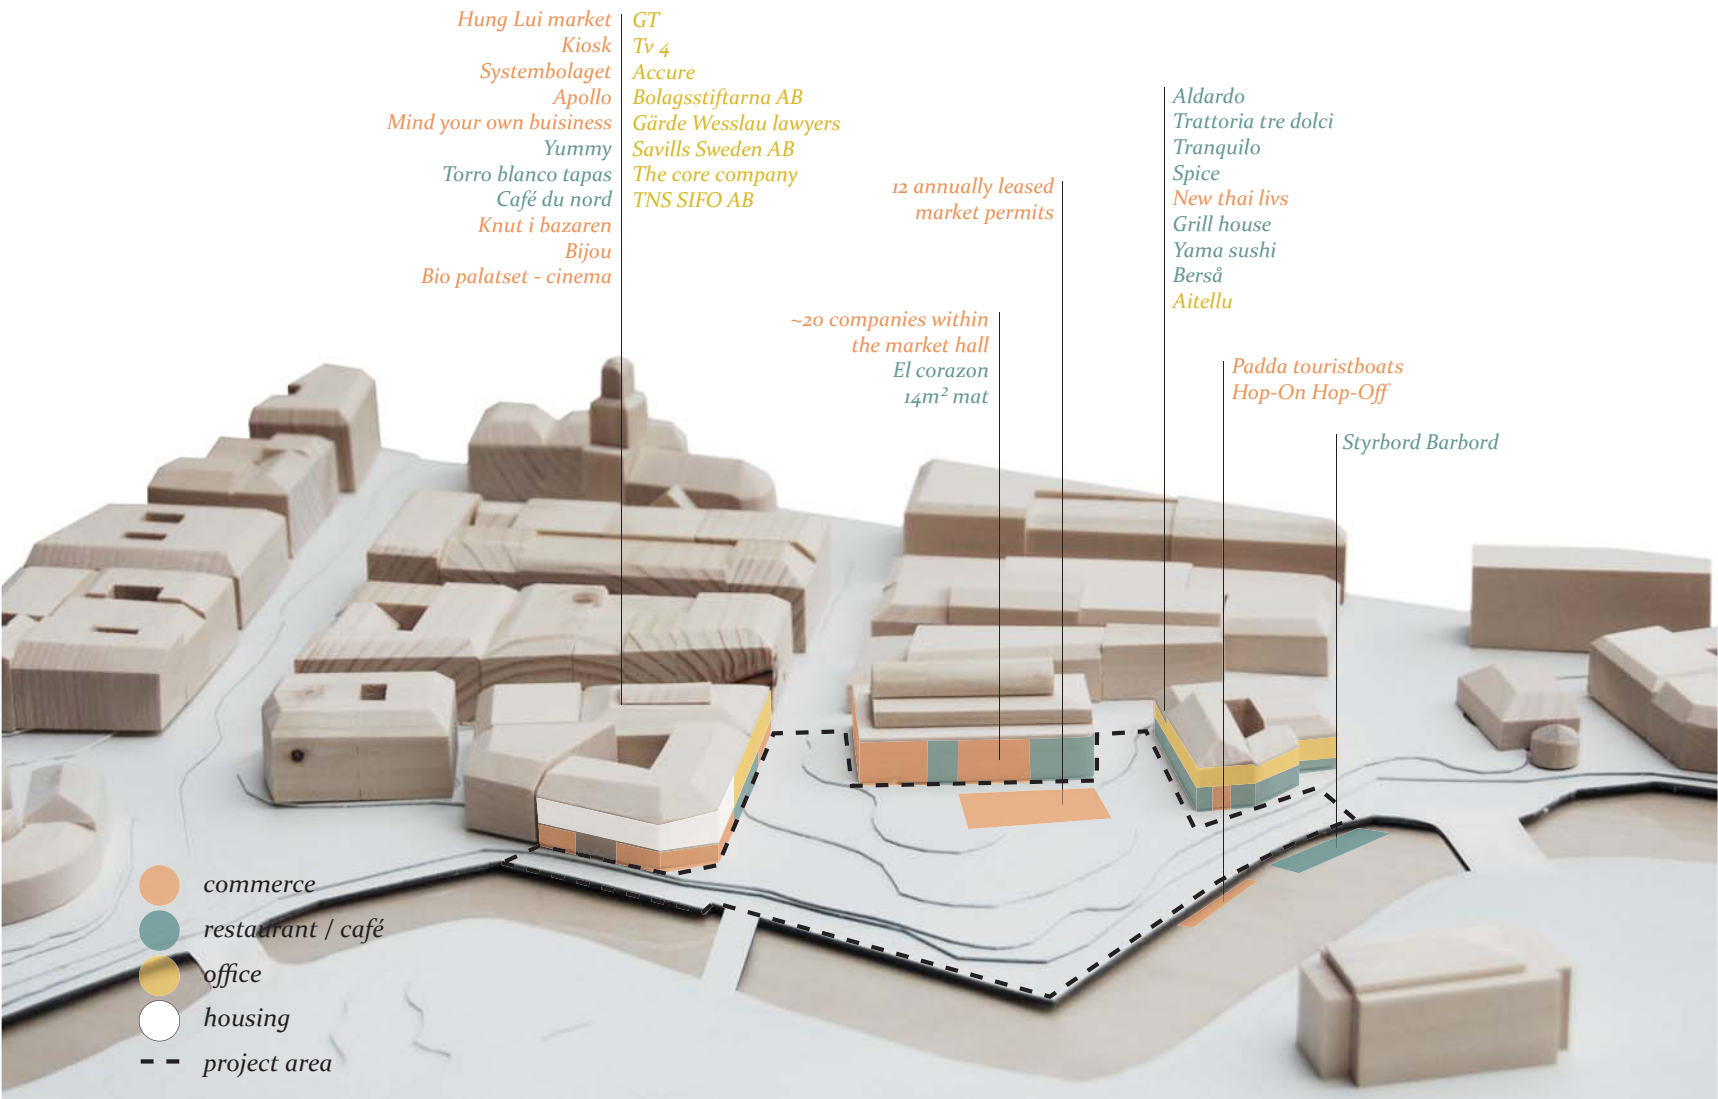 Hung Lui market
Kiosk
Systembolaget
Apollo
Mind your own buisiness
Yummy
Torro blanco tapas
Café du nord
Knut i bazaren
Bijou
Bio palatset - cinema
GT
Tv 4
Accure
Bolagsstiftarna AB
Gärde Wesslau lawyers
Savills Sweden AB
The core company
TNS SIFO AB
12 annually leased
market permits
~20 companies within
the market hall
El corazon
14m² mat
Aldardo
Trattoria tre dolci
Tranquilo
Spice
New thai livs
Grill house
Yama sushi
Berså
Aitellu
Padda touristboats
Hop-On Hop-Off
Styrbord Barbord
commerce
restaurant / café
office
housing
project area